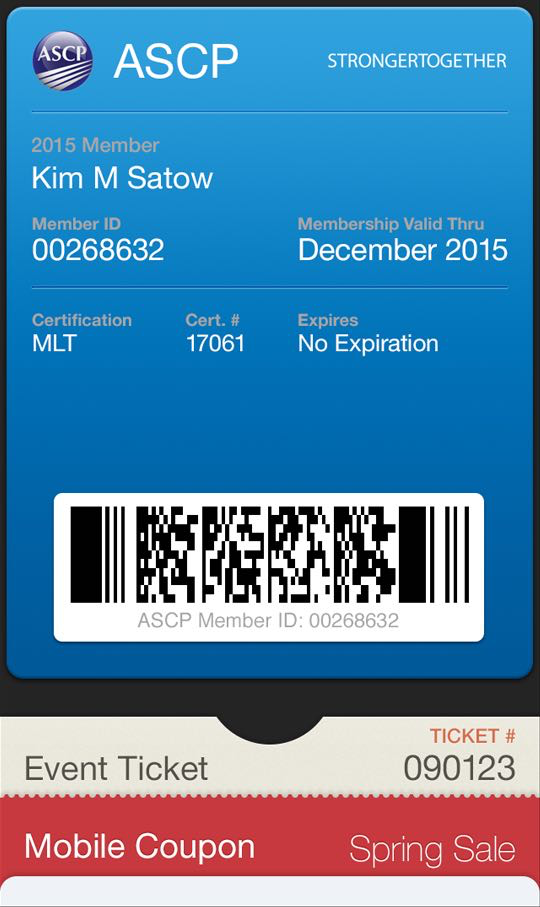 ASCP
ASCP
STRONGERTOGETHER
2015 Member
Kim M Satow
Member ID
Membership Valid Thru
00268632
December 2015
Certification
Cert. #
Expires
MLT
17061
No Expiration
ASCP Member ID: 00268632
TICKET #
Event Ticket
090123
Mobile Coupon
Spring Sale